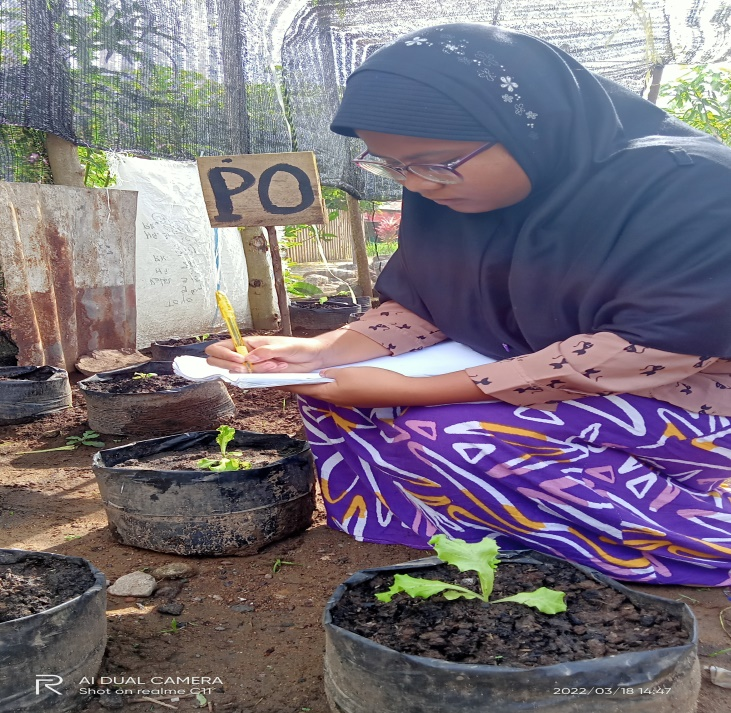 PO
AI DUAL CAMERA
Shot on realme C11
2022/03/18 14:47